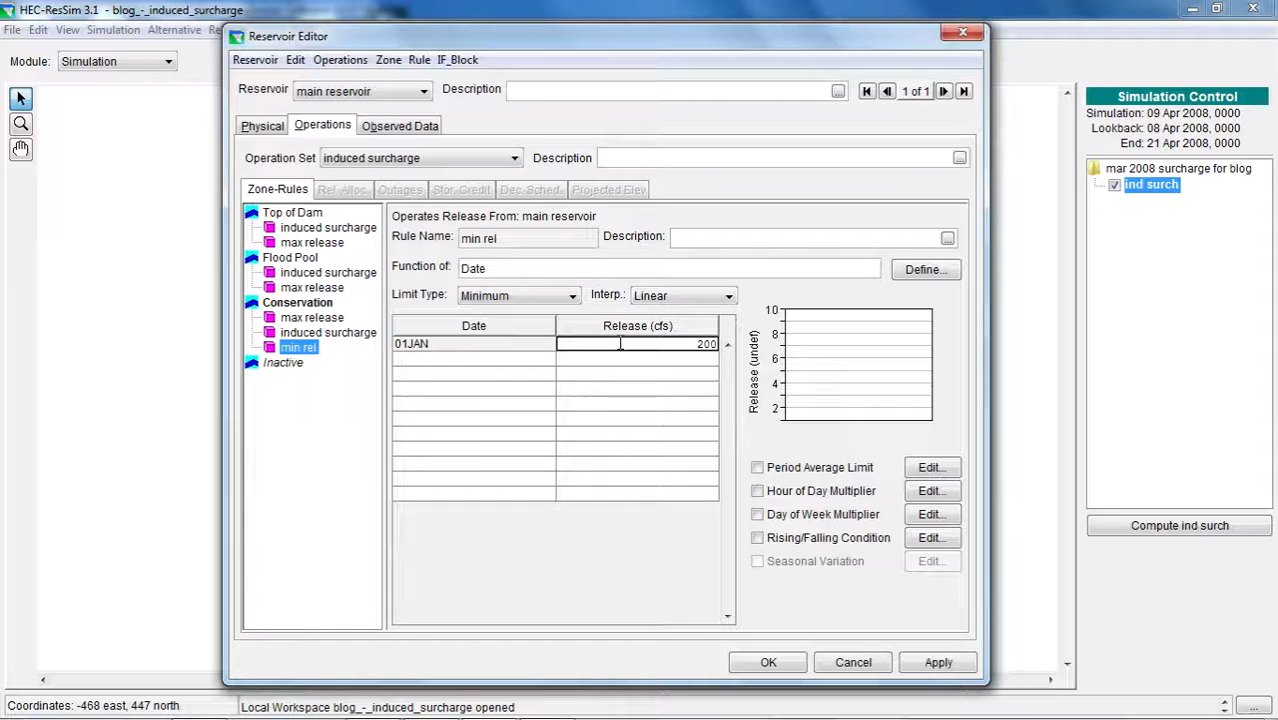 HEC-ResSim 3.1 - blog_-_induced_surcharge
File Edit View Simulation Alternative Re
Module: Simulation
Reservoir Editor
Reservoir Edit Operations Zone Rule IF_Block
Reservoir main reservoir Description ... 1 of 1
Physical Operations Observed Data
Operation Set induced surcharge Description ...
Zone-Rules Rel. Alloc. Outages Stor. Credit Dec. Sched. Projected Elev
Top of Dam
induced surcharge
max release
Flood Pool
induced surcharge
max release
Conservation
max release
induced surcharge
min rel
Inactive
Operates Release From: main reservoir
Rule Name: min rel Description: ...
Function of: Date Define...
Limit Type: Minimum Interp.: Linear
Date Release (cfs)
01JAN 200
Release (undef)
10
8
6
4
2
Period Average Limit Edit...
Hour of Day Multiplier Edit...
Day of Week Multiplier Edit...
Rising/Falling Condition Edit...
Seasonal Variation Edit...
OK Cancel Apply
Simulation Control
Simulation: 09 Apr 2008, 0000
Lookback: 08 Apr 2008, 0000
End: 21 Apr 2008, 0000
mar 2008 surcharge for blog
ind surch
Compute ind surch
Coordinates: -468 east, 447 north Local Workspace blog_-_induced_surcharge opened ...